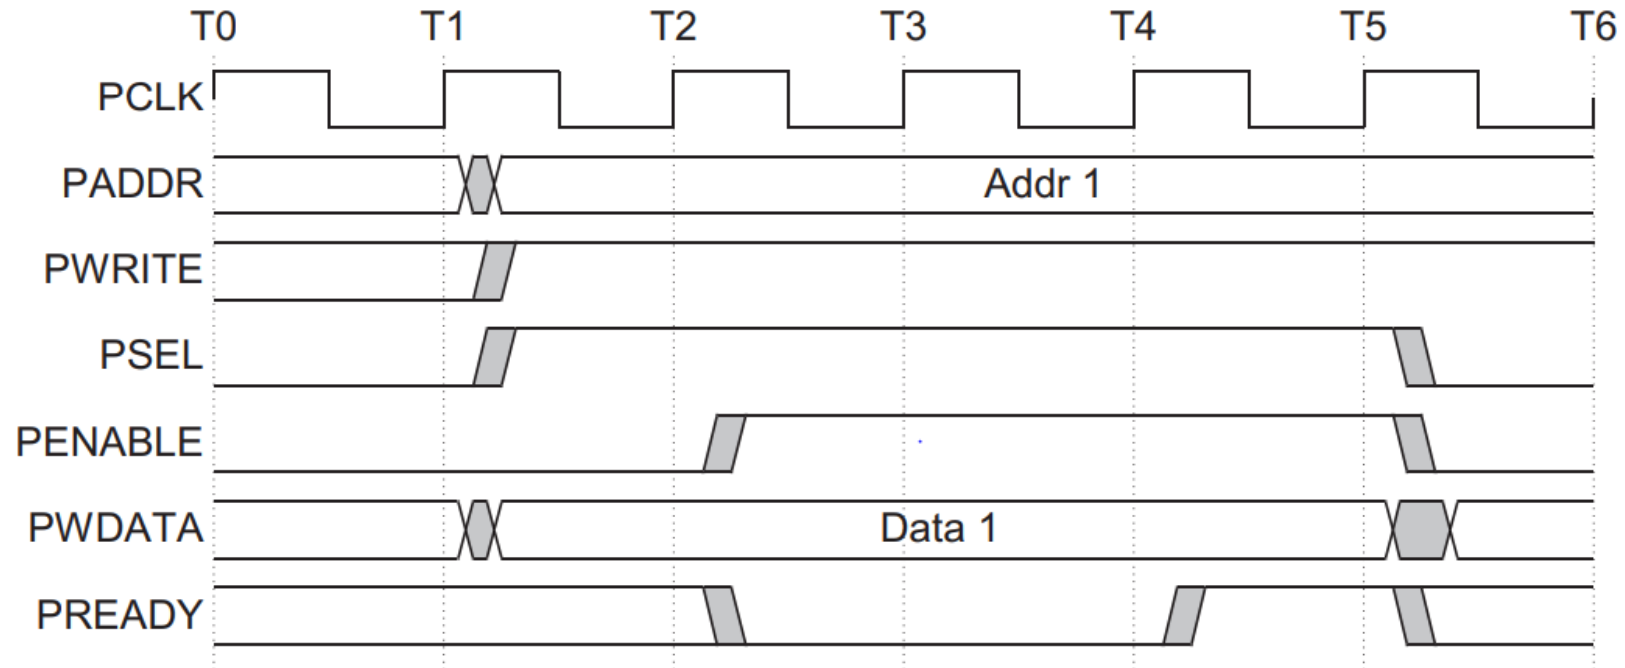 T0 T1 T2 T3 T4 T5 T6
PCLK
PADDR Addr 1
PWRITE
PSEL
PENABLE
PWDATA Data 1
PREADY